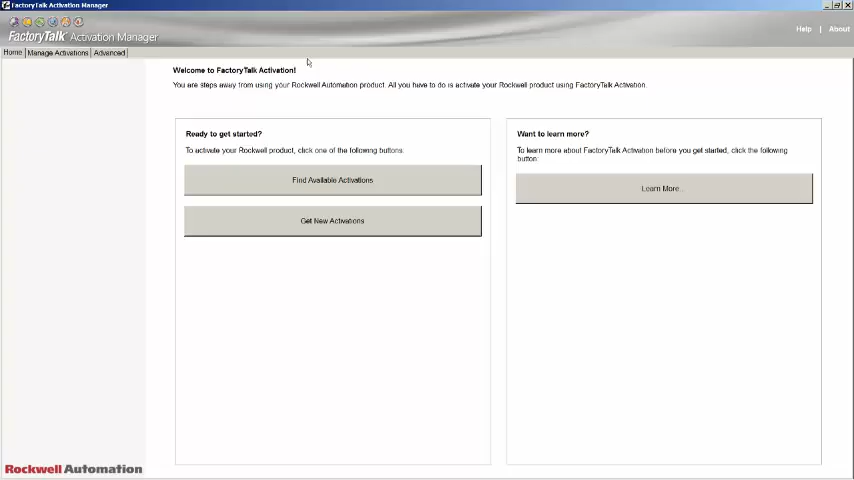 FactoryTalk Activation Manager
FactoryTalk Activation Manager
Help | About
Home Manage Activations Advanced
Welcome to FactoryTalk Activation!
You are steps away from using your Rockwell Automation product. All you have to do is activate your Rockwell product using FactoryTalk Activation.
Ready to get started?
To activate your Rockwell product, click one of the following buttons:
Find Available Activations
Get New Activations
Want to learn more?
To learn more about FactoryTalk Activation before you get started, click the following
button:
Learn More...
Rockwell Automation